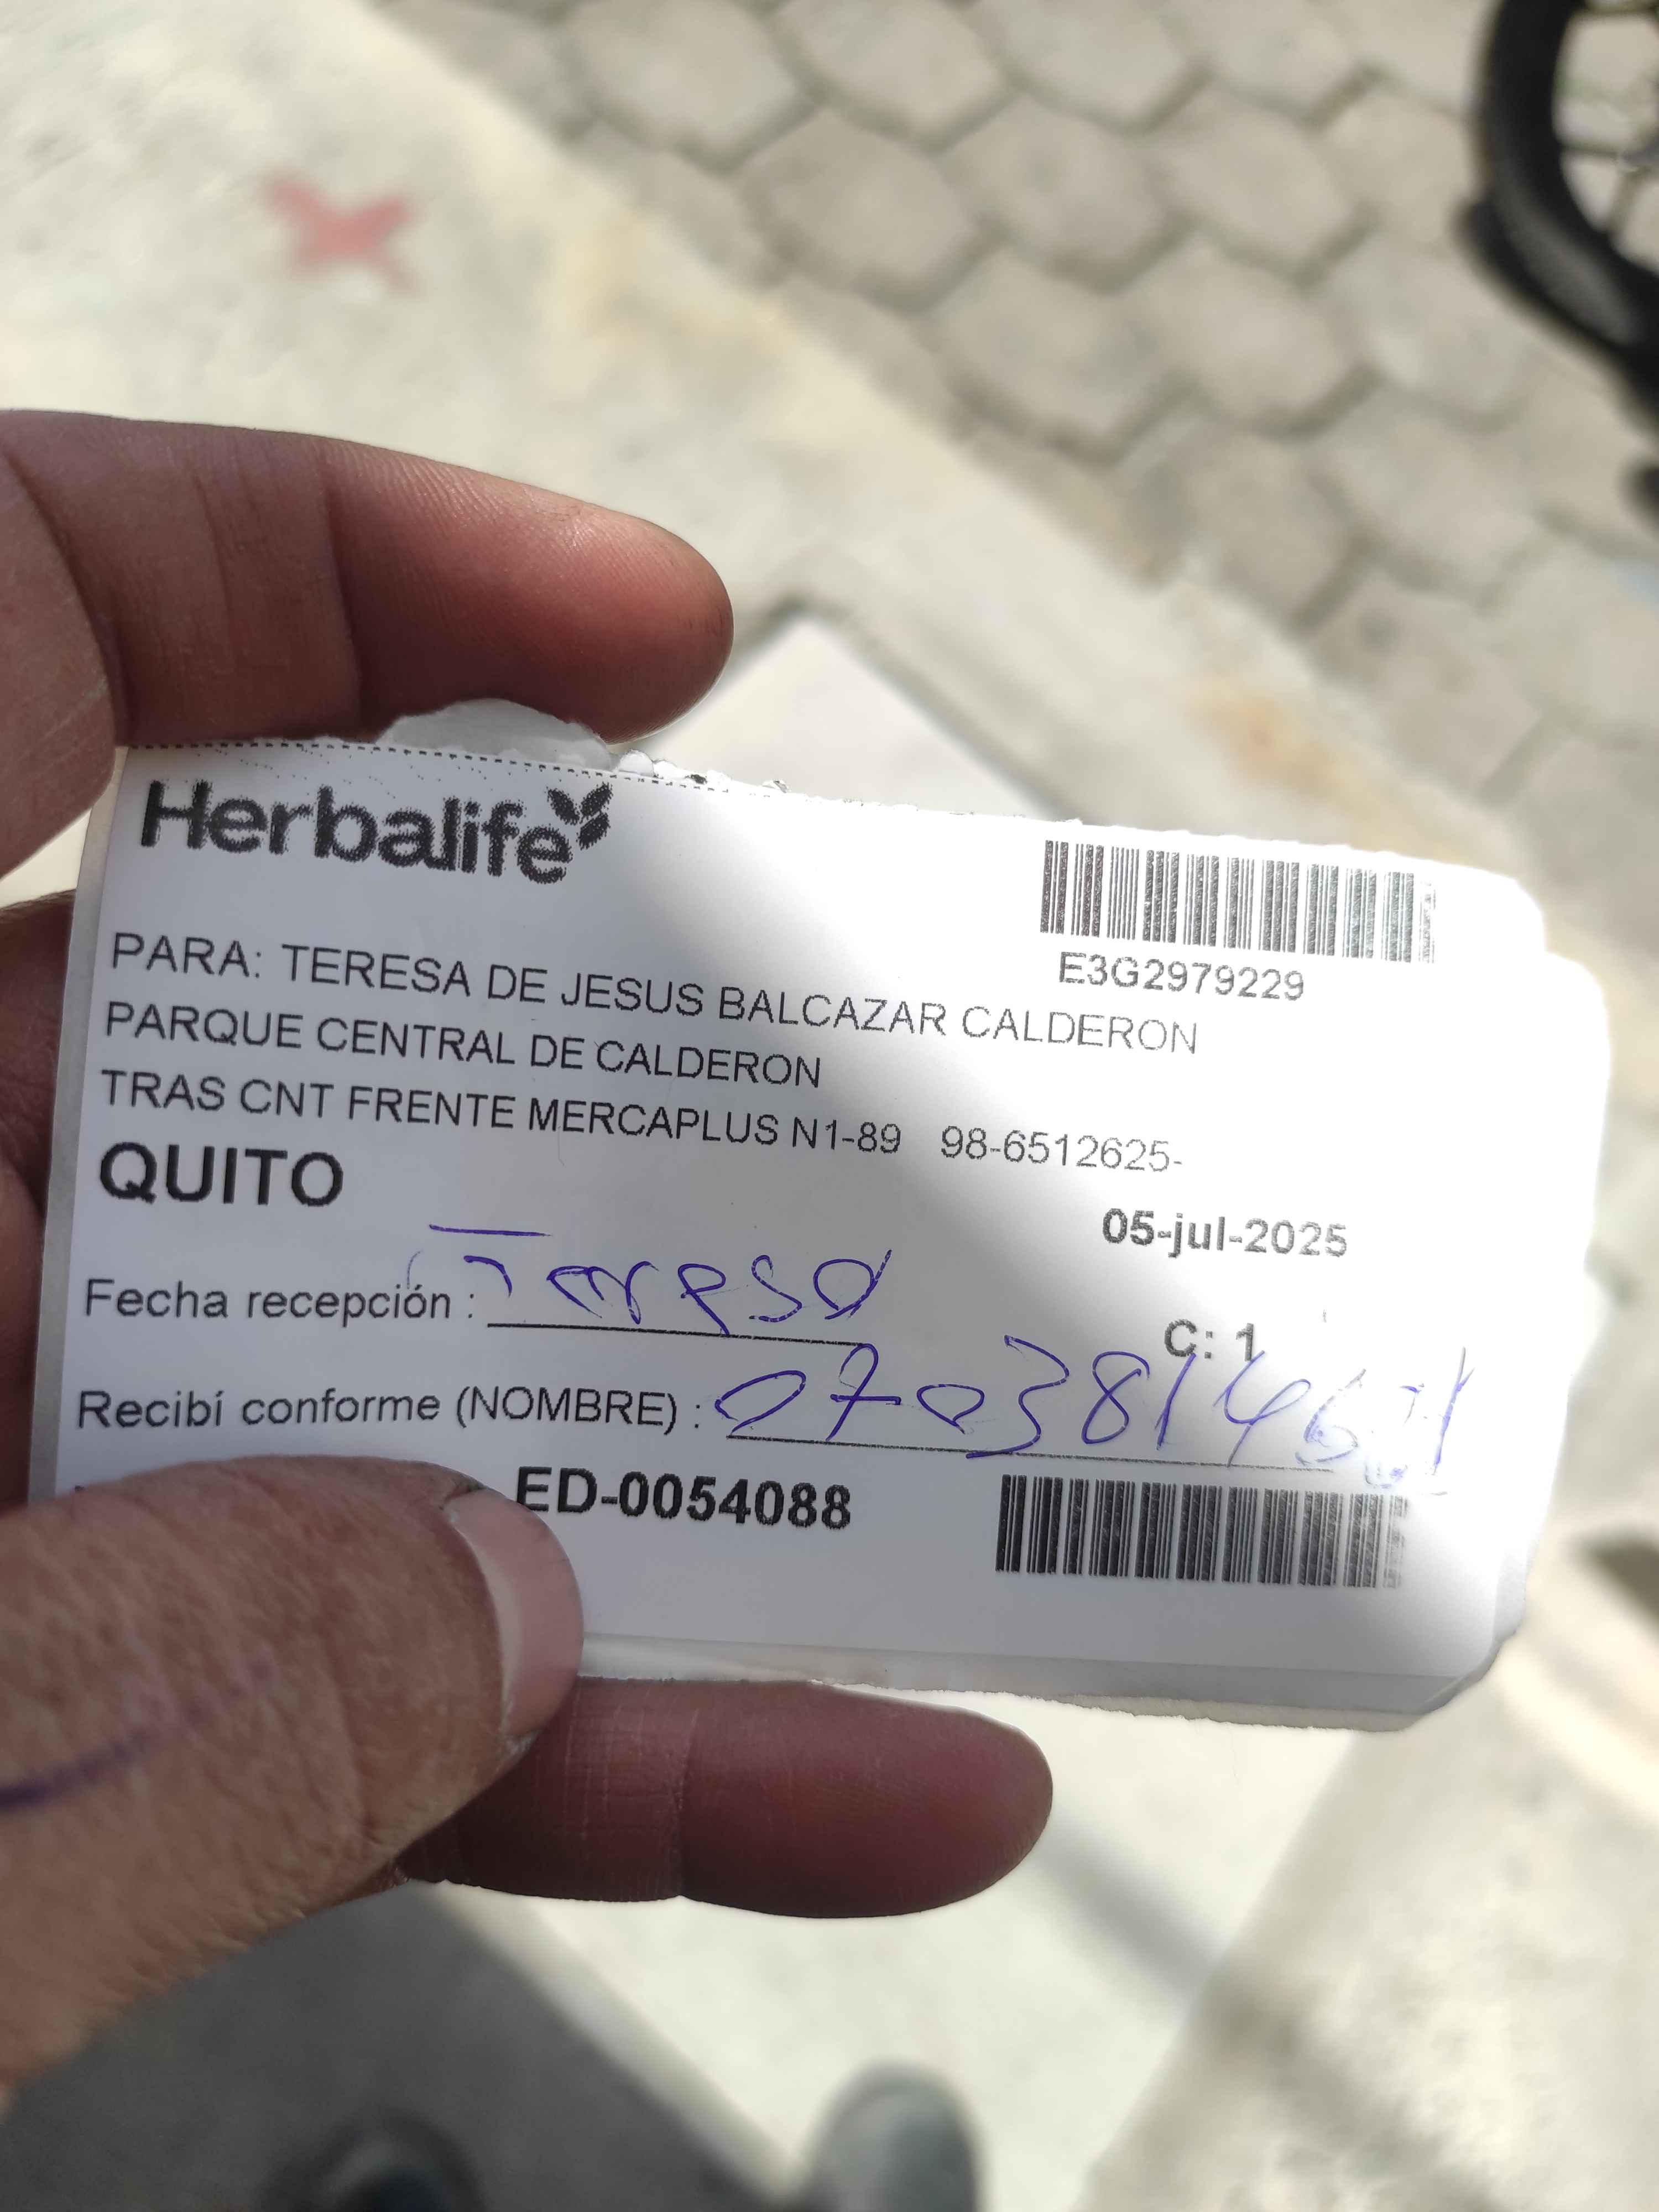 Herbalife
E3G2979229
PARA: TERESA DE JESUS BALCAZAR CALDERON
PARQUE CENTRAL DE CALDERON
TRAS CNT FRENTE MERCAPLUS N1-89 98-6512625-
QUITO
05-jul-2025
Fecha recepción : Teresa
C: 1
Recibí conforme (NOMBRE) :
ED-0054088